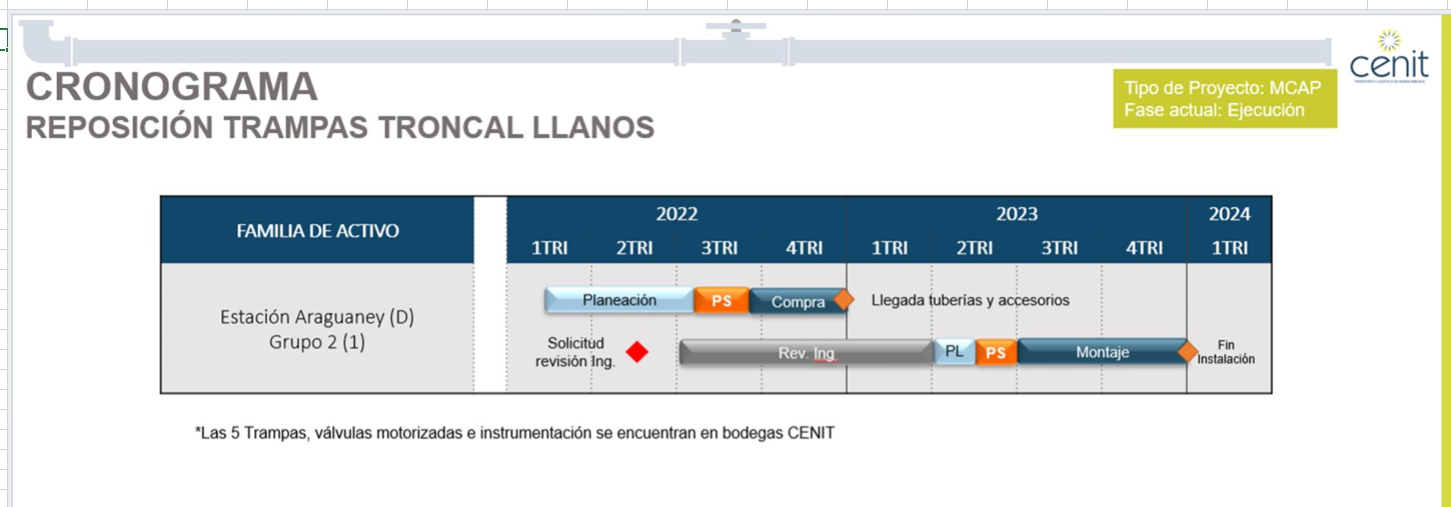 CRONOGRAMA
REPOSICIÓN TRAMPAS TRONCAL LLANOS
Tipo de Proyecto: MCAP
Fase actual: Ejecución
cenit
FAMILIA DE ACTIVO
2022
2023
2024
1TRI 2TRI 3TRI 4TRI 1TRI 2TRI 3TRI 4TRI 1TRI
Estación Araguaney (D)
Grupo 2 (1)
Planeación PS Compra Llegada tuberías y accesorios
Solicitud
revisión Ing.
Rev. Ing. PL PS Montaje
Fin
Instalación
*Las 5 Trampas, válvulas motorizadas e instrumentación se encuentran en bodegas CENIT